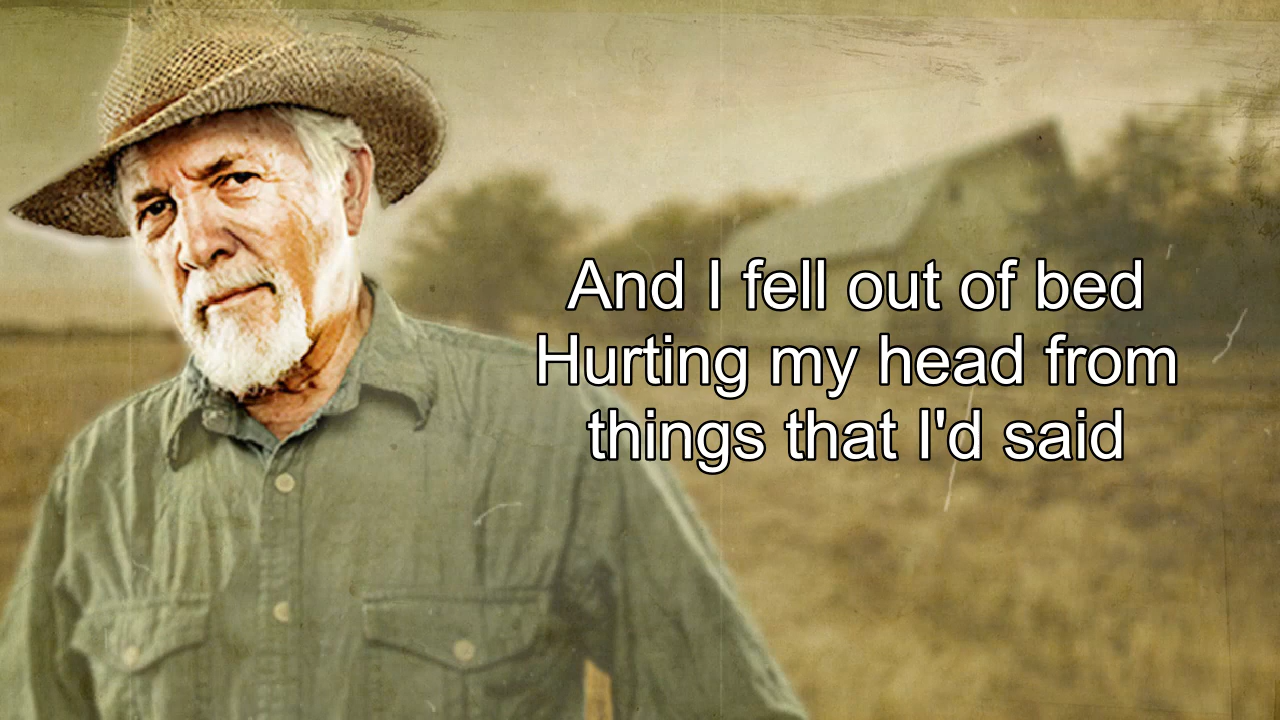 And I fell out of bed
Hurting my head from
things that I'd said